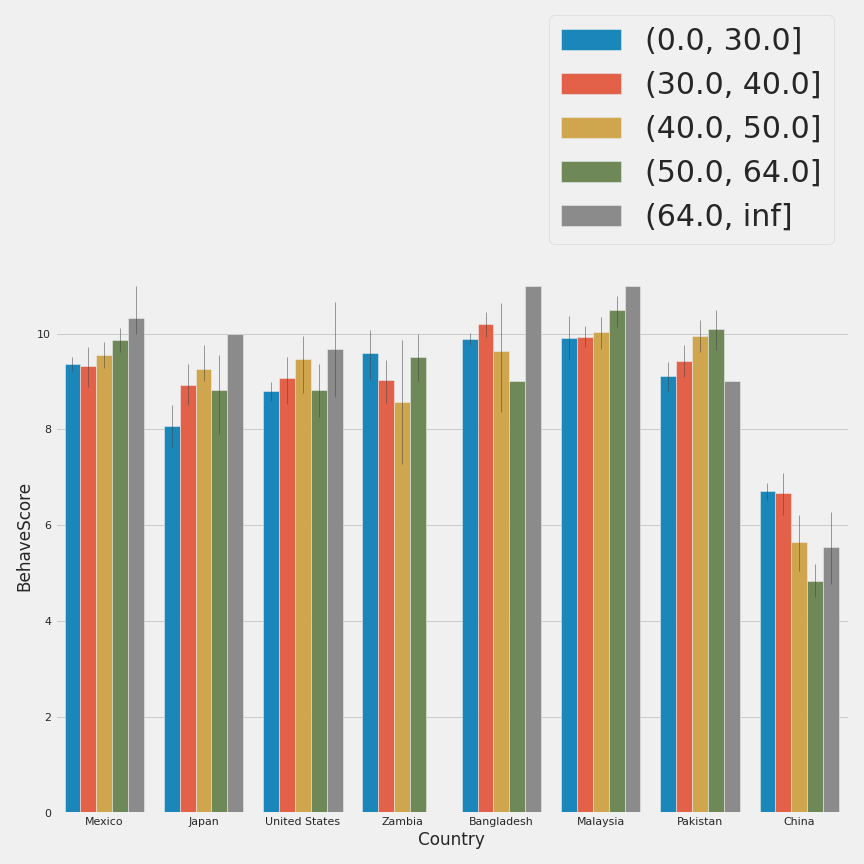 (0.0, 30.0]
(30.0, 40.0]
(40.0, 50.0]
(50.0, 64.0]
(64.0, inf]
10
8
6
4
2
0
BehaveScore
Mexico Japan United States Zambia Bangladesh Malaysia Pakistan China
Country